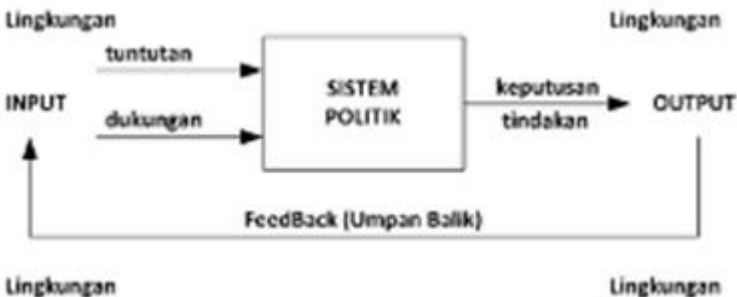 Lingkungan
Lingkungan
tuntutan
INPUT
dukungan
SISTEM
POLITIK
keputusan
tindakan
OUTPUT
FeedBack (Umpan Balik)
Lingkungan
Lingkungan